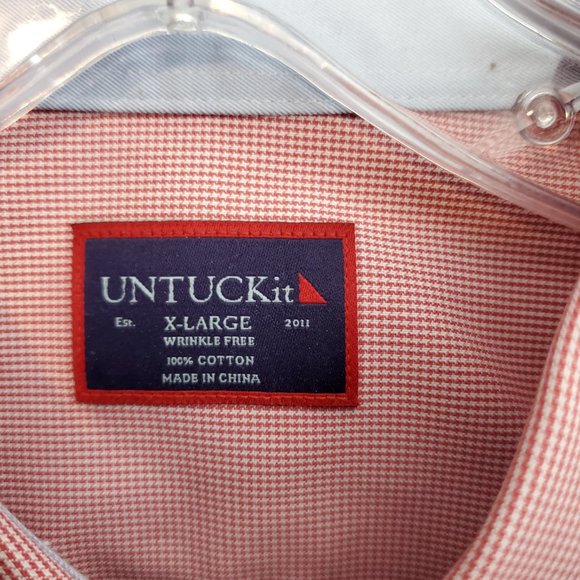 UNTUCKit
Est. X-LARGE 2011
WRINKLE FREE
100% COTTON
MADE IN CHINA